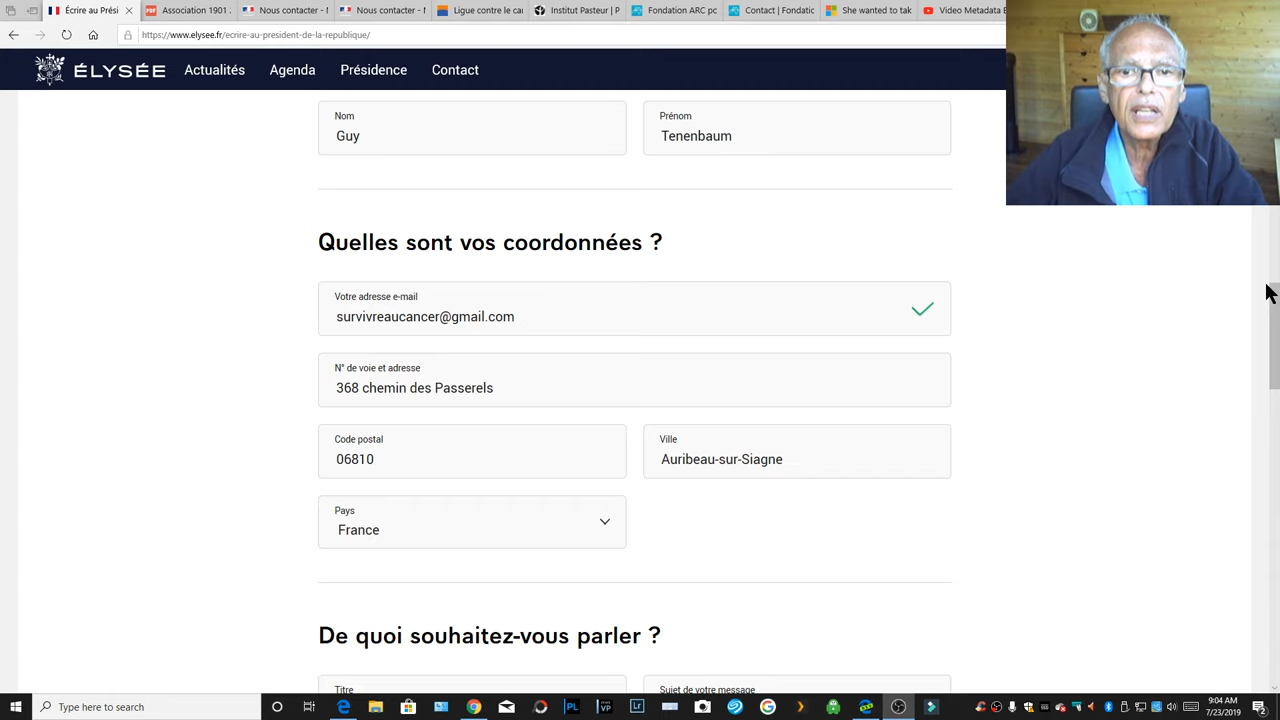 Écrire au Prési
Association 1901
Nous contacter - M
Nous contacter - M
Ligue contre le can
Institut Pasteur | P
Fondation ARC po
Contact | Fondatio
She wanted to tak
Video Metadata E
https://www.elysee.fr/ecrire-au-president-de-la-republique/
ÉLYSÉE Actualités Agenda Présidence Contact
Nom
Guy
Prénom
Tenenbaum
Quelles sont vos coordonnées ?
Votre adresse e-mail
survivreaucancer@gmail.com
N° de voie et adresse
368 chemin des Passerels
Code postal
06810
Ville
Auribeau-sur-Siagne
Pays
France
De quoi souhaitez-vous parler ?
Titre
Sujet de votre message
Type here to search
9:04 AM
7/23/2019